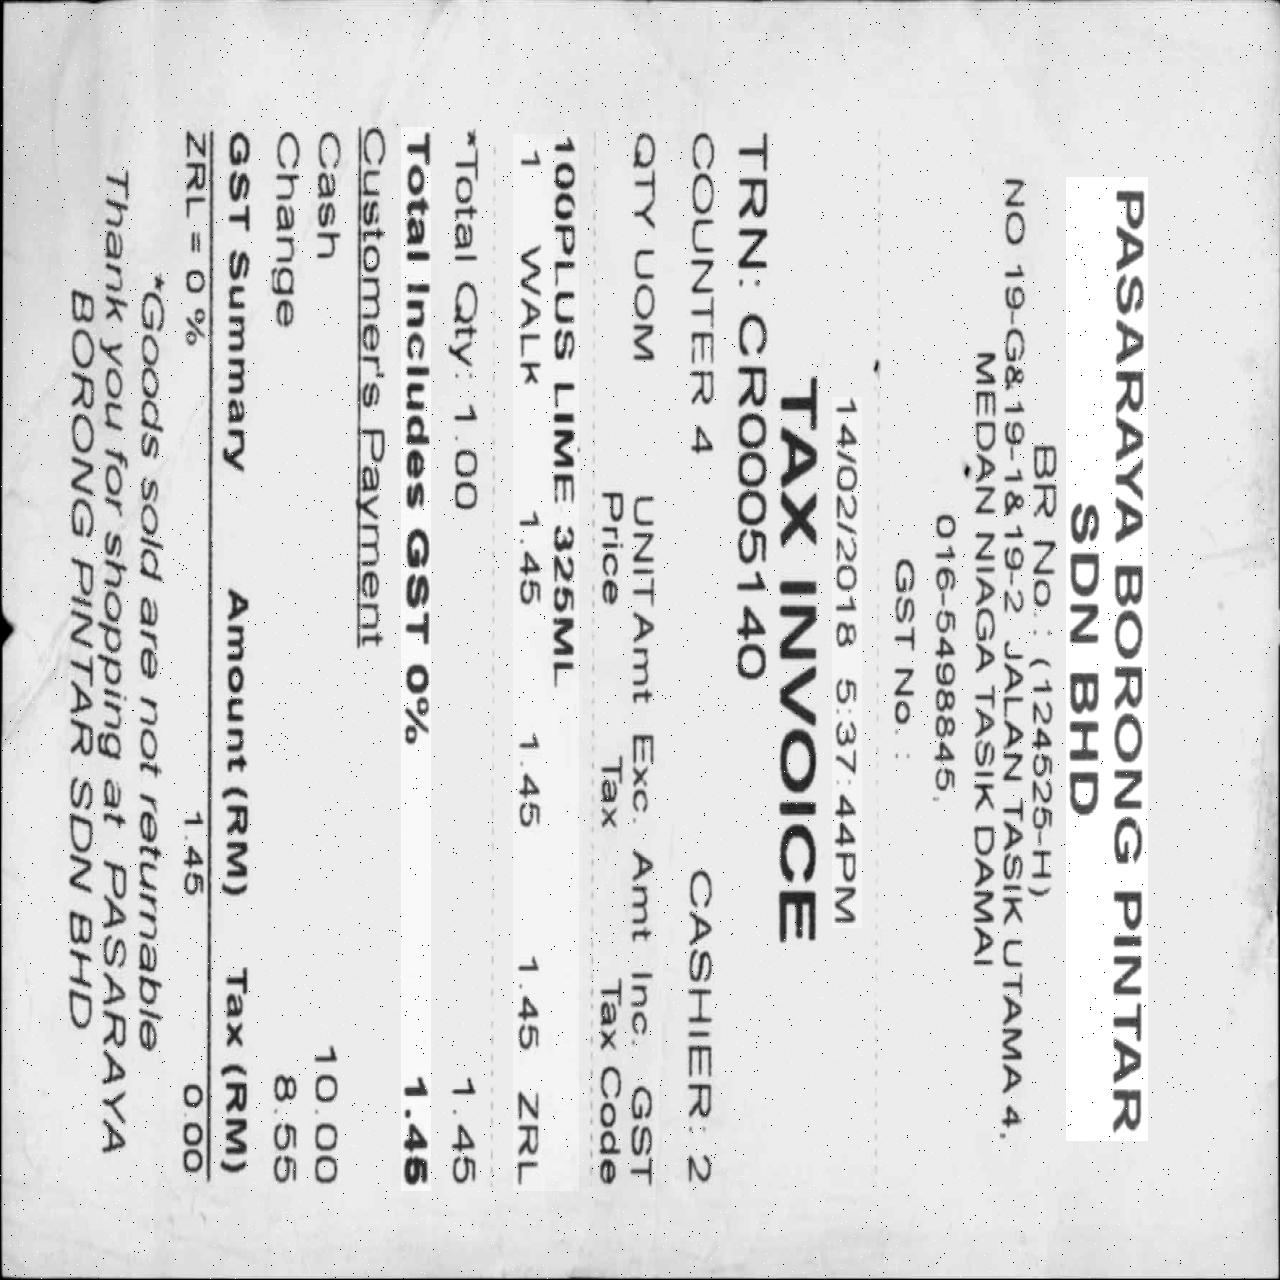 PASARAYA BORONG PINTAR
SDN BHD
BR No. : (124525-H)
NO 19-G&19-1&19-2 JALAN TASIK UTAMA 4,
MEDAN NIAGA TASIK DAMAI
016-5498845,
GST No. :
14/02/2018 5:37:44PM
TAX INVOICE
TRN: CR0005140
COUNTER 4 CASHIER: 2
QTY UOM UNIT Amt Exc. Amt Inc. GST
Price Tax Tax Code
100PLUS LIME 325ML
1 WALK 1.45 1.45 1.45 ZRL
*Total Qty: 1.00 1.45
Total Includes GST 0% 1.45
Customer's Payment
Cash 10.00
Change 8.55
GST Summary Amount (RM) Tax (RM)
ZRL = 0 % 1.45 0.00
*Goods sold are not returnable
Thank you for shopping at PASARAYA
BORONG PINTAR SDN BHD